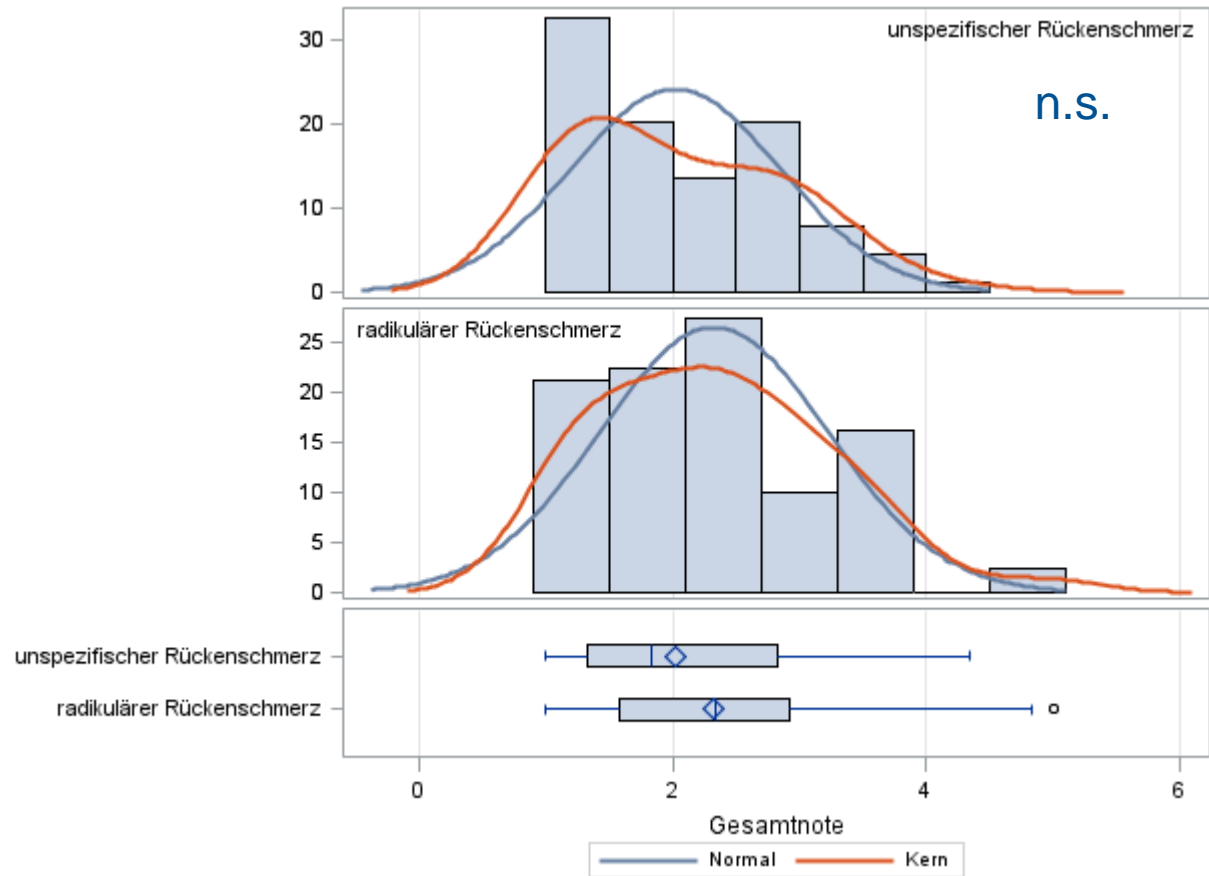 unspezifischer Rückenschmerz
n.s.
30
20
10
0
radikulärer Rückenschmerz
25
20
15
10
5
0
unspezifischer Rückenschmerz
radikulärer Rückenschmerz
0 2 4 6
Gesamtnote
Normal Kern